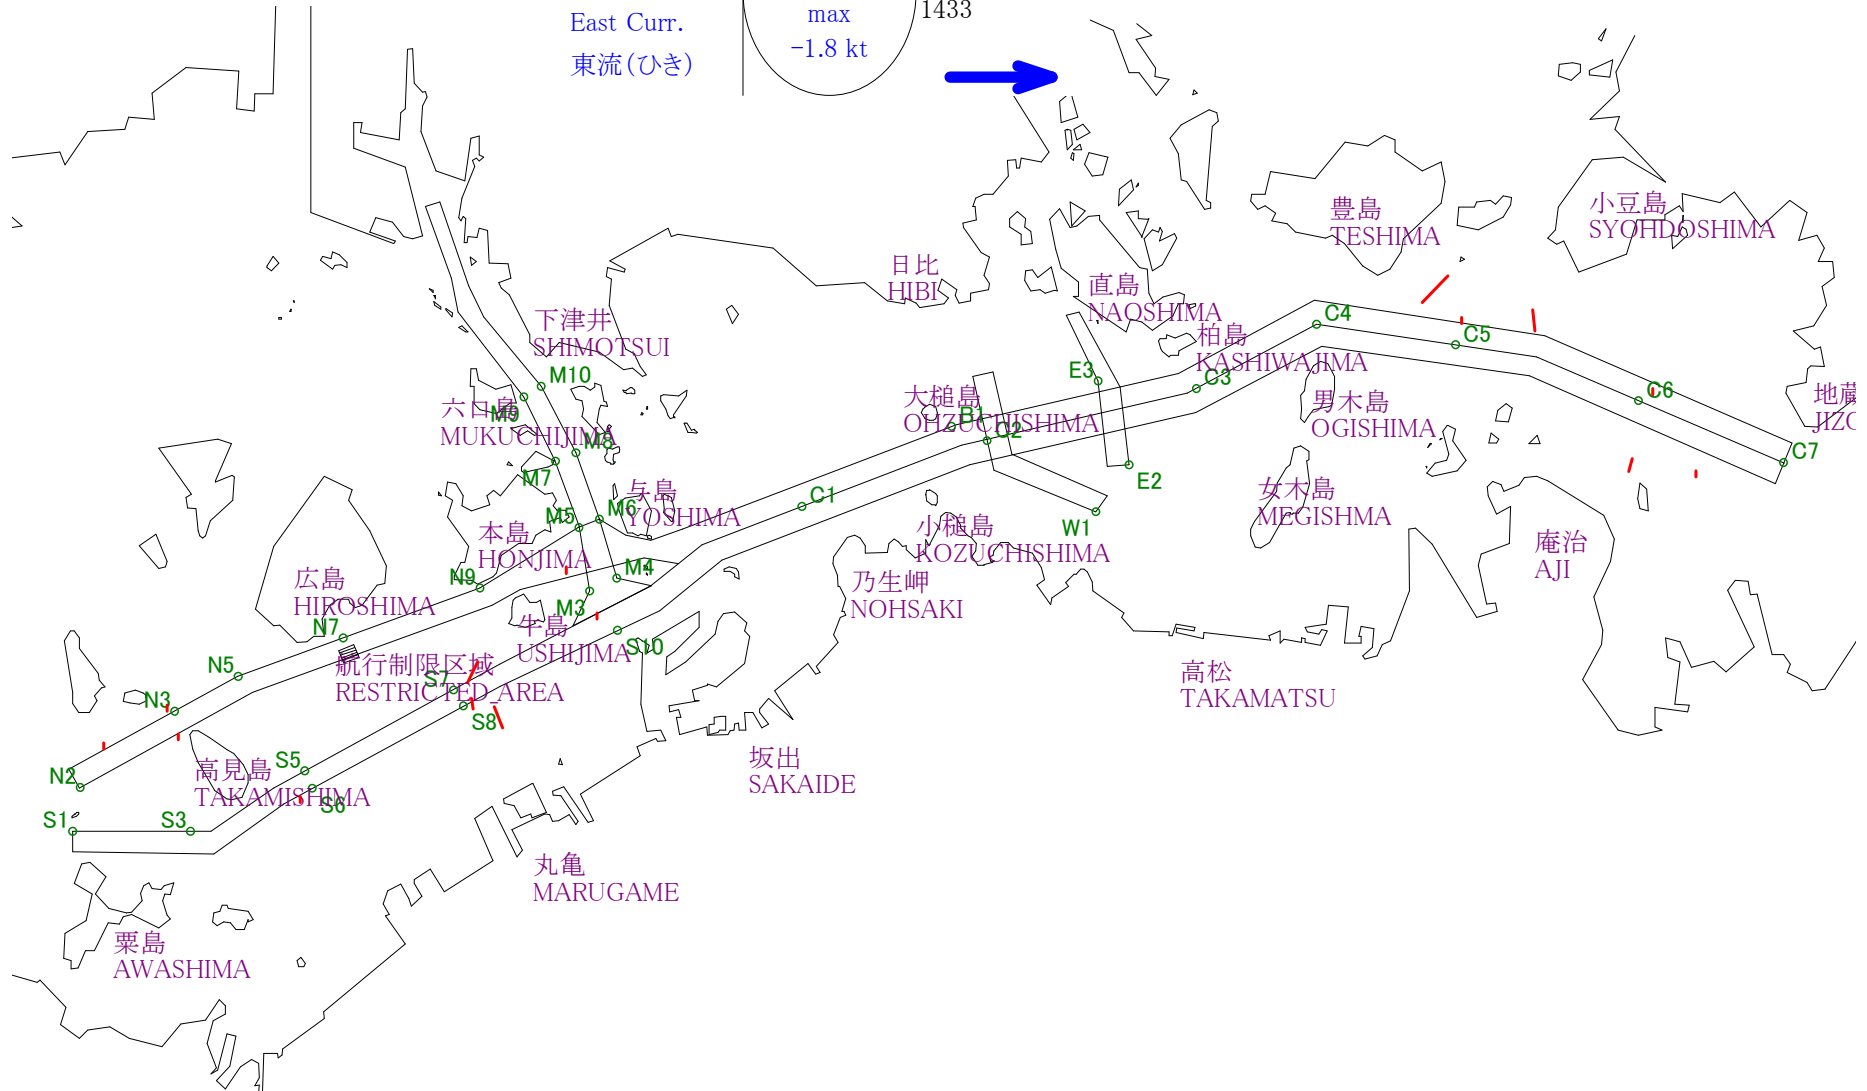 East Curr.
東流(ひき)
max
-1.8 kt
1433
豊島
TESHIMA
小豆島
SYOHDOSHIMA
日比
HIBI
直島
NAOSHIMA
下津井
SHIMOTSUI
柏島
KASHIWAJIMA
C4
C5
C3
C6
C7
地蔵
E3
E2
M10
M9
M8
M7
六口島
MUKUCHIJIMA
大槌島
OHZUCHISHIMA
B1
C2
男木島
OGISHIMA
与島
YOSHIMA
M6
M5
C1
W1
女木島
MEGISHMA
本島
HONJIMA
小槌島
KOZUCHISHIMA
庵治
AJI
広島
HIROSHIMA
N9
M4
M3
乃生岬
NOHSAKI
牛島
USHIJIMA
S10
N7
N5
N3
N2
航行制限区域
RESTRICTED_AREA
S7
S8
高松
TAKAMATSU
高見島
TAKAMISHIMA
S5
S6
S1
S3
坂出
SAKAIDE
丸亀
MARUGAME
粟島
AWASHIMA